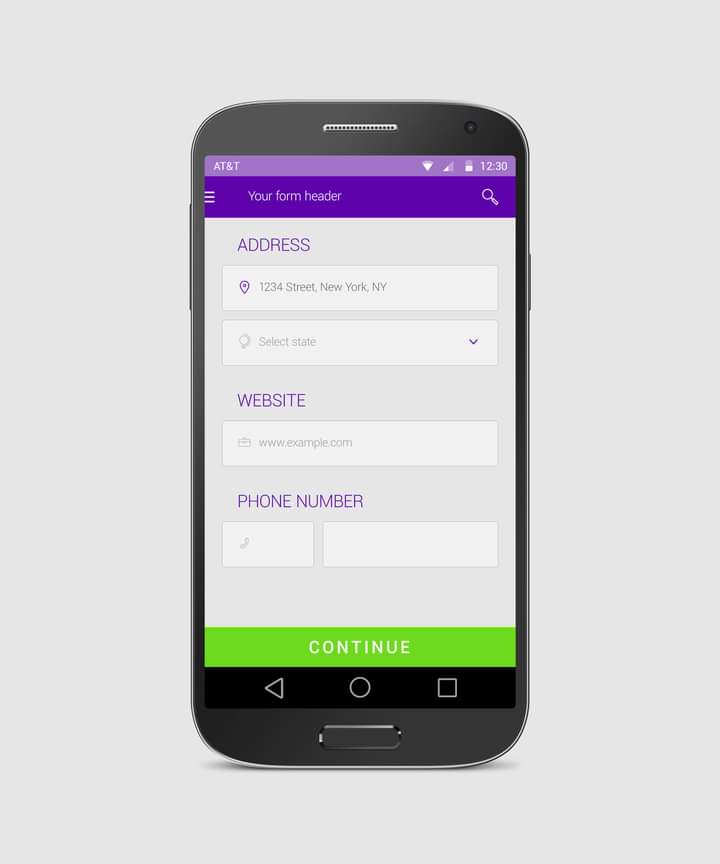 AT&T 12:30
Your form header
ADDRESS
1234 Street, New York, NY
Select state
WEBSITE
www.example.com
PHONE NUMBER
CONTINUE